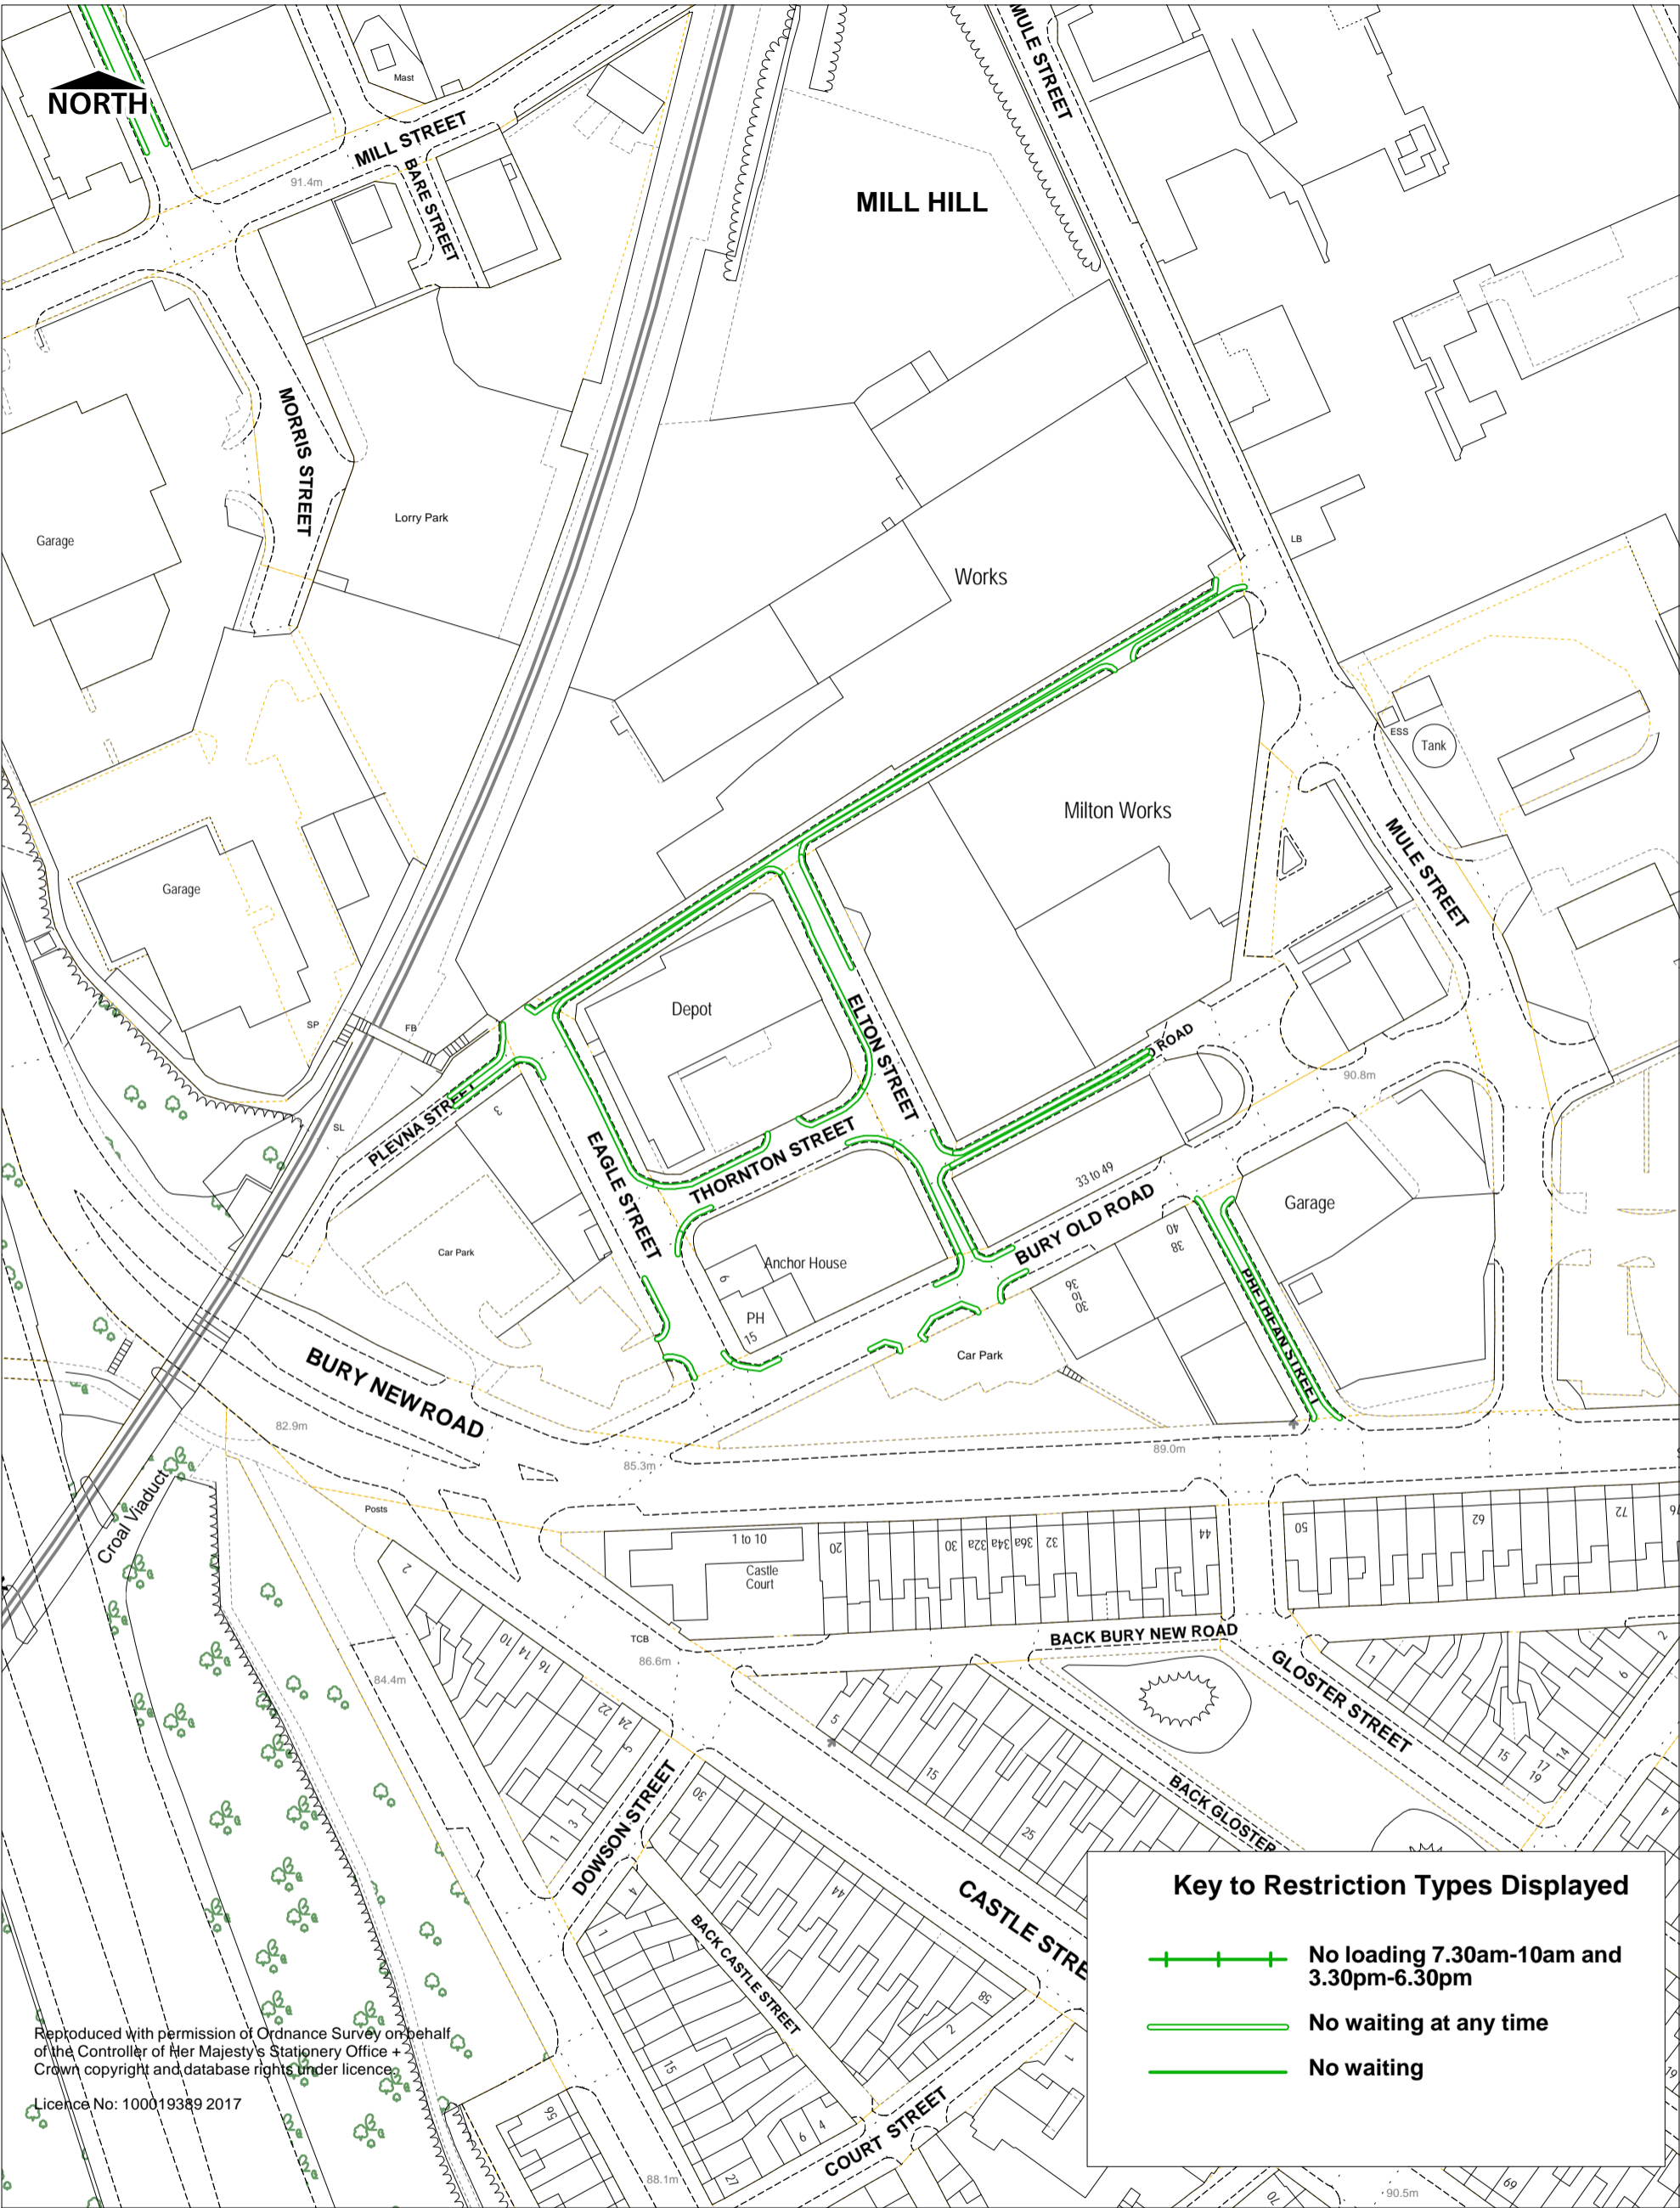 NORTH
Mast
MULE STREET
MILL STREET
91.4m
BARE STREET
MILL HILL
MORRIS STREET
Lorry Park
Garage
LB
Works
ESS
Tank
Milton Works
MULE STREET
Garage
Depot
SP
FB
ELTON STREET
ROAD
90.8m
PLEVNA STREET
3
SL
EAGLE STREET
THORNTON STREET
33 to 49
Garage
BURY OLD ROAD
40
38
Car Park
Anchor House
6
PH
15
36
to
30
PHETHEAN STREET
Car Park
BURY NEW ROAD
82.9m
85.3m
89.0m
Croal Viaduct
Posts
2
1 to 10
Castle
Court
20
30
32a
34a
36a
32
44
50
62
72
76
BACK BURY NEW ROAD
TCB
86.6m
84.4m
10
14
16
22
24
5
1
3
GLOSTER STREET
1
2
6
15
17
19
14
4
5
15
25
BACK GLOSTER
DOWSON STREET
30
44
58
2
4
1
15
27
6
4
BACK CASTLE STREET
CASTLE STRE
COURT STREET
1
56
88.1m
90.5m
70
69
19
Key to Restriction Types Displayed
No loading 7.30am-10am and
3.30pm-6.30pm
No waiting at any time
No waiting
Reproduced with permission of Ordnance Survey on behalf
of the Controller of Her Majesty's Stationery Office +
Crown copyright and database rights under licence.
Licence No: 100019389 2017